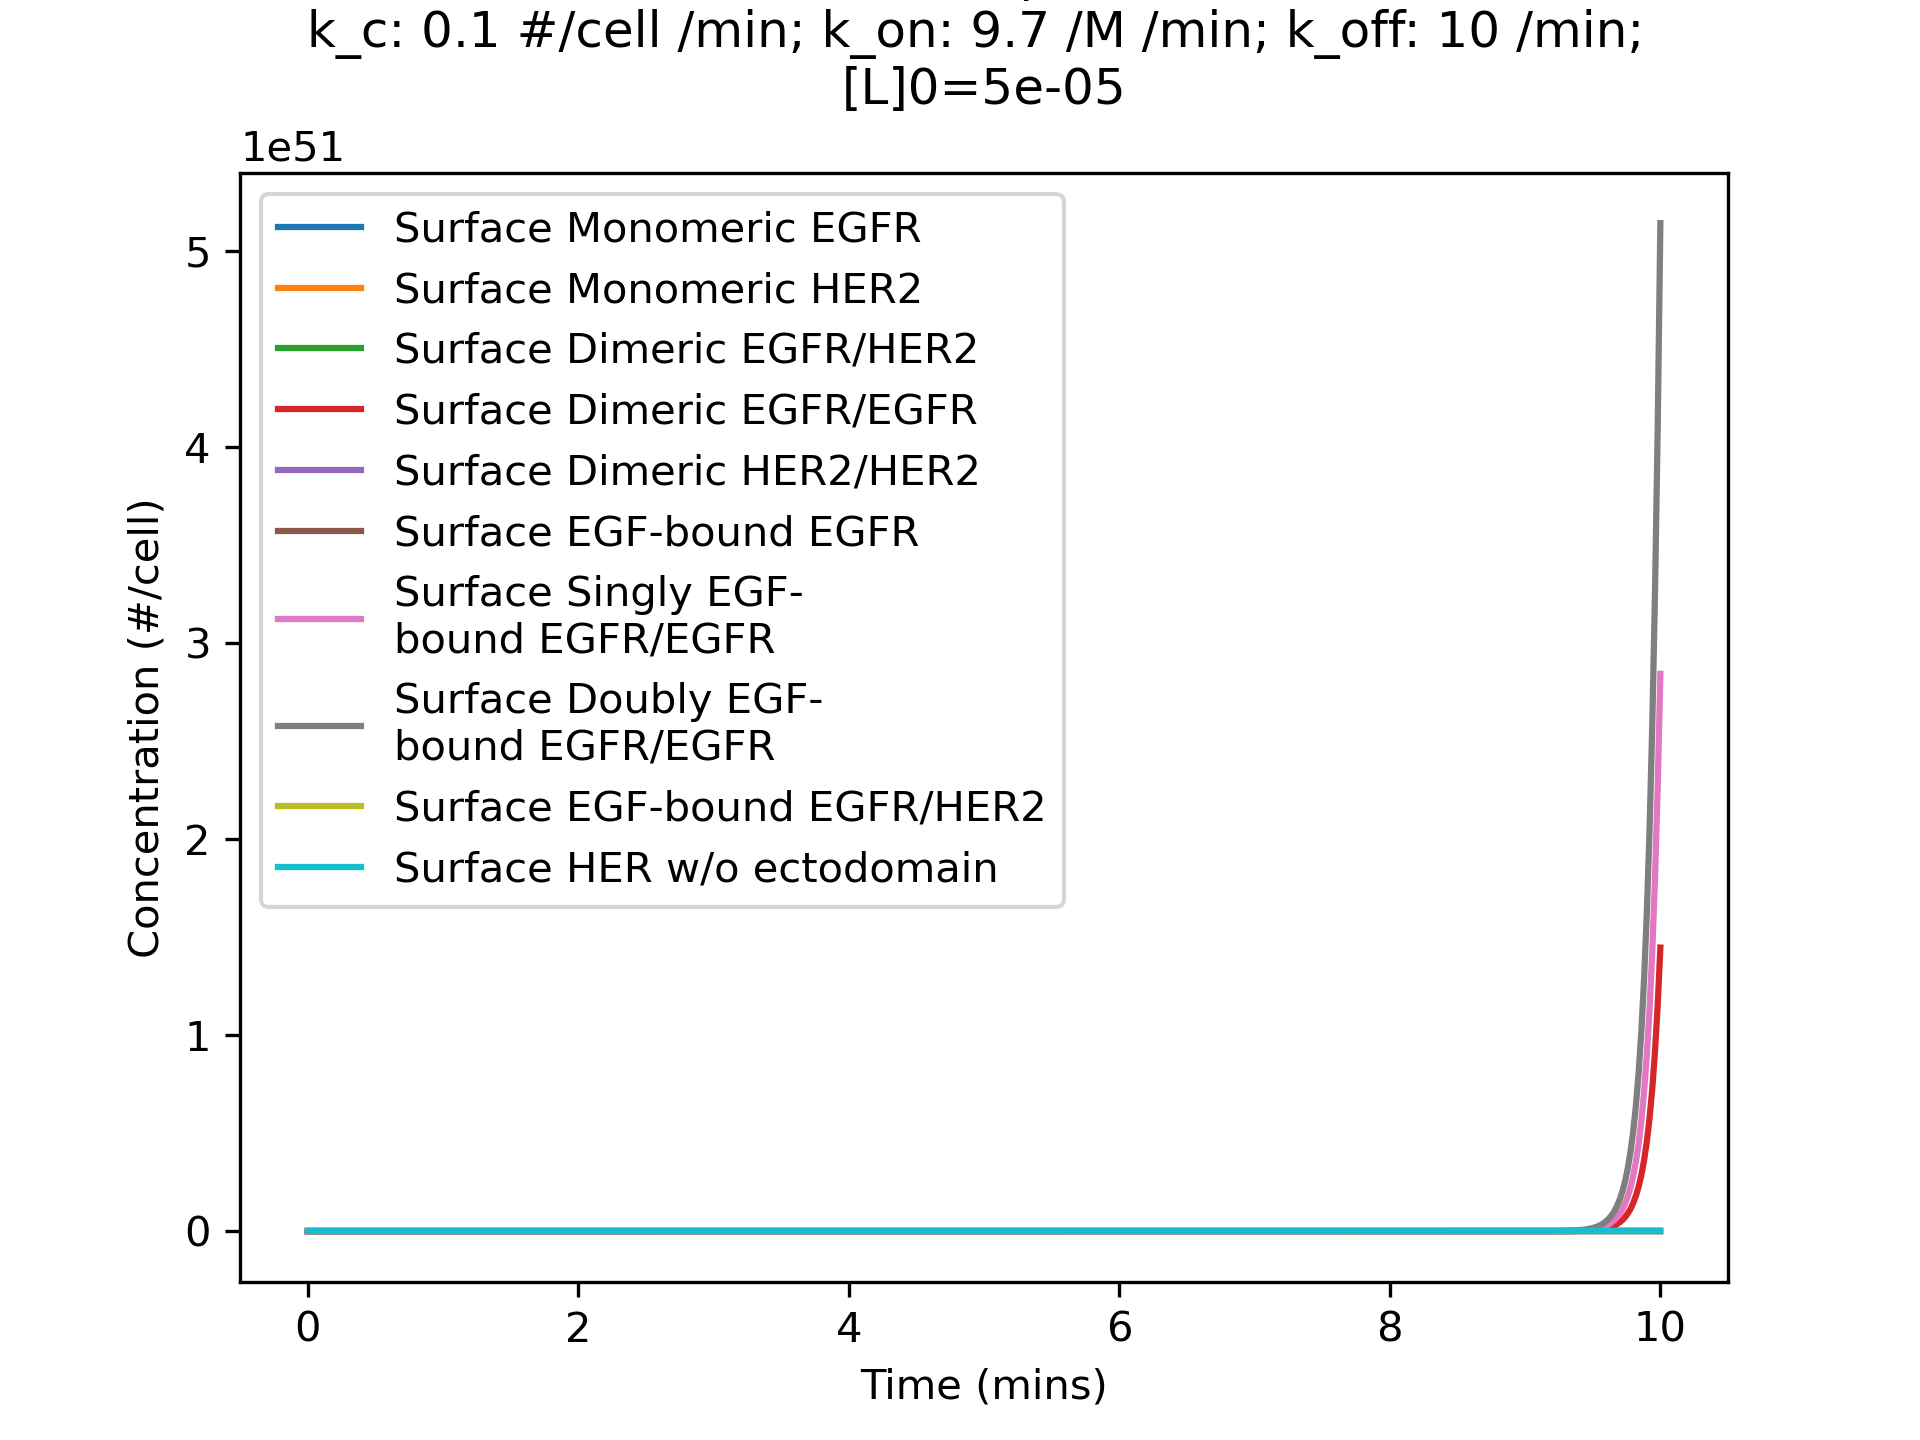 k_c: 0.1 #/cell /min; k_on: 9.7 /M /min; k_off: 10 /min;
[L]0=5e-05
1e51
Surface Monomeric EGFR
Surface Monomeric HER2
Surface Dimeric EGFR/HER2
Surface Dimeric EGFR/EGFR
Surface Dimeric HER2/HER2
Surface EGF-bound EGFR
Surface Singly EGF-
bound EGFR/EGFR
Surface Doubly EGF-
bound EGFR/EGFR
Surface EGF-bound EGFR/HER2
Surface HER w/o ectodomain
5
4
3
2
1
0
Concentration (#/cell)
0 2 4 6 8 10
Time (mins)